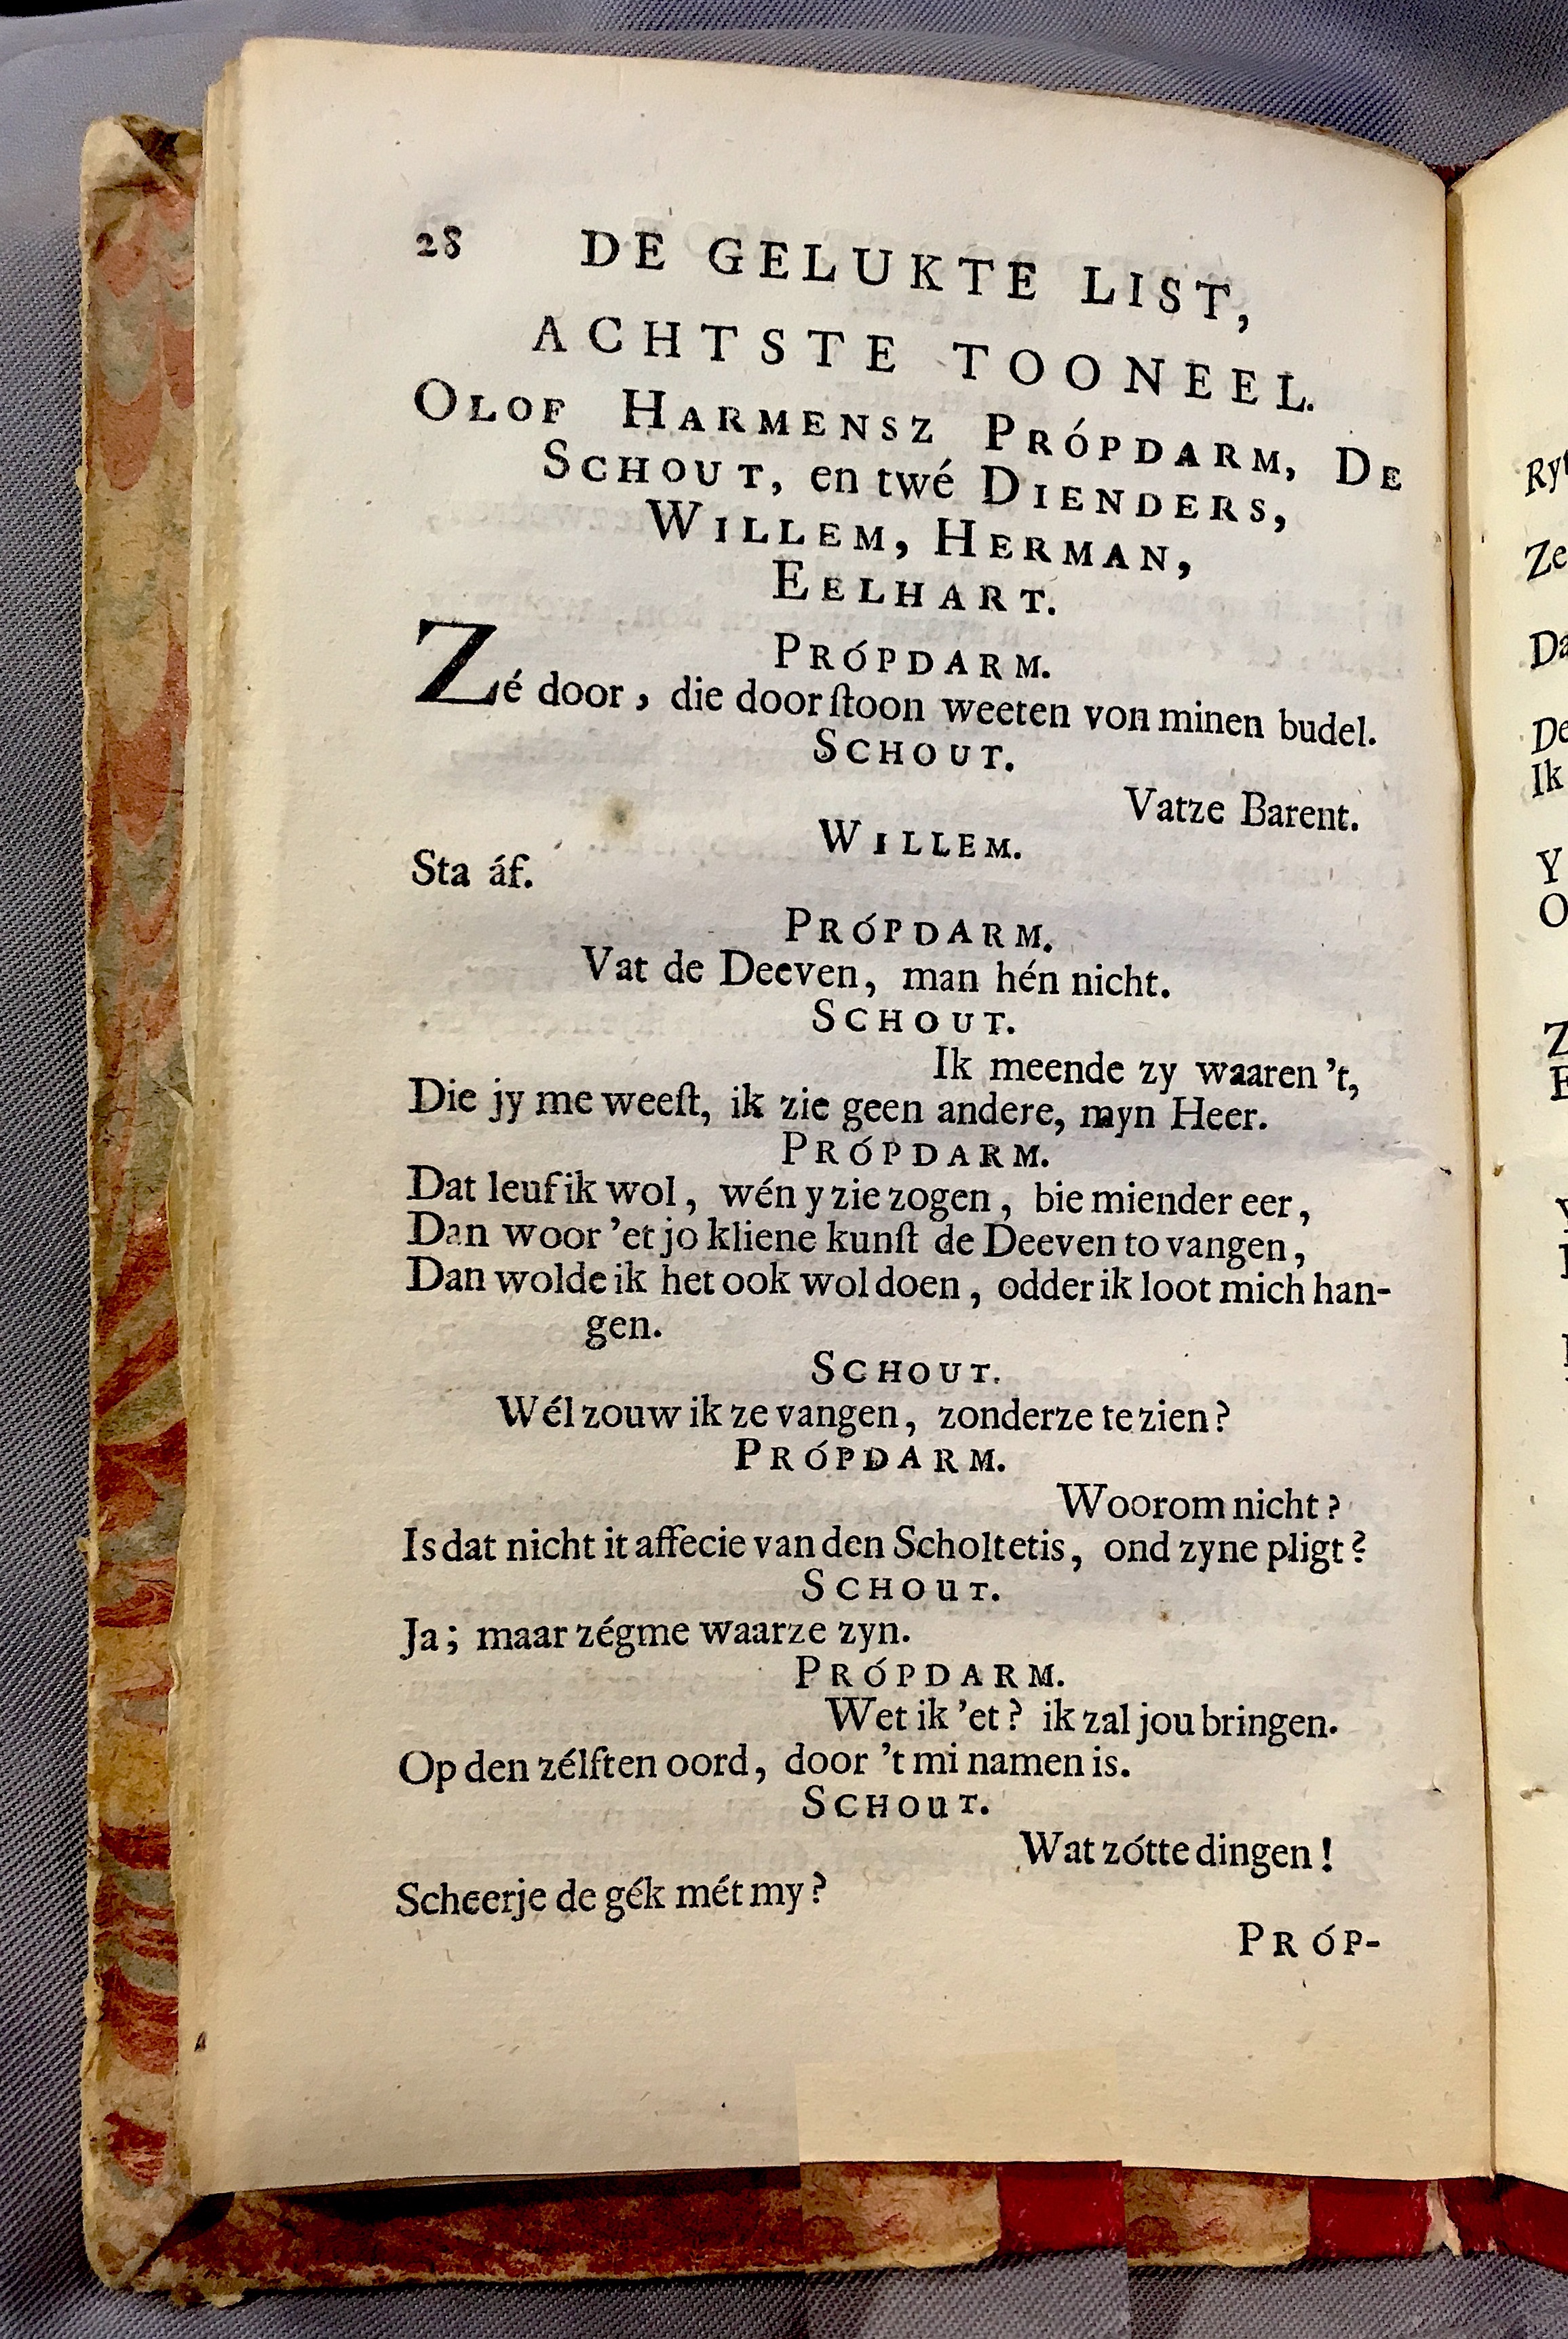 28 DE GELUKTE LIST,
ACHTSTE TOONEEL.
OLOF HARMENSZ PRÓPDARM, DE
SCHOUT, en twé DIENDERS,
WILLEM, HERMAN,
EELHART.
PRÓPDARM.
Zé door, die door ſtoon weeten von minen budel.
SCHOUT.
Vatze Barent.
WILLEM.
Sta áf.
PRÓPDARM.
Vat de Deeven, man hén nicht.
SCHOUT.
Ik meende zy waaren 't,
Die jy me weeſt, ik zie geen andere, myn Heer.
PRÓPDARM.
Dat leuf ik wol, wén y zie zogen, bie miender eer,
Dan woor 'et jo kliene kunſt de Deeven to vangen,
Dan wolde ik het ook wol doen, odder ik loot mich han-
gen.
SCHOUT.
Wél zouw ik ze vangen, zonderze te zien?
PRÓPDARM.
Woorom nicht?
Is dat nicht it affecie van den Scholtetis, ond zyne pligt?
SCHOUT.
Ja; maar zégme waarze zyn.
PRÓPDARM.
Wet ik 'et? ik zal jou bringen.
Op den zélften oord, door 't mi namen is.
SCHOUT.
Wat zótte dingen!
Scheerje de gék mét my?
PRÓP-
Ik
Y